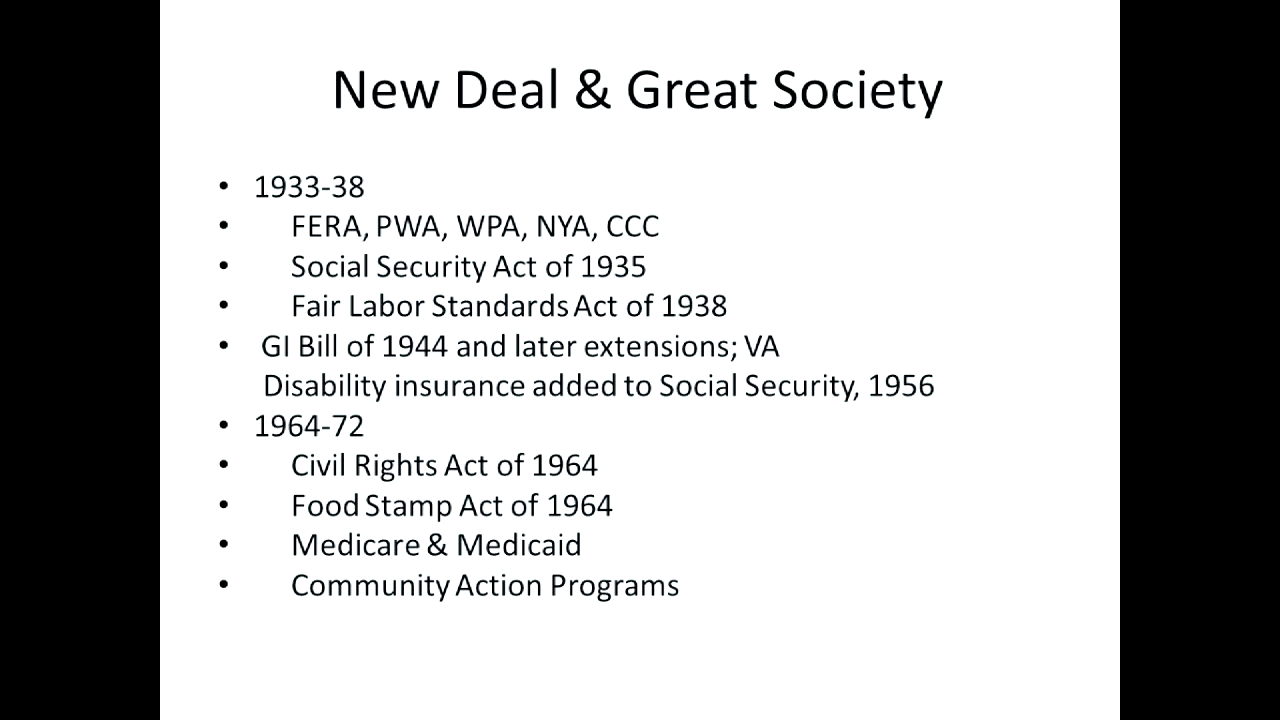 New Deal & Great Society
• 1933-38
• FERA, PWA, WPA, NYA, CCC
• Social Security Act of 1935
• Fair Labor Standards Act of 1938
• GI Bill of 1944 and later extensions; VA
Disability insurance added to Social Security, 1956
• 1964-72
• Civil Rights Act of 1964
• Food Stamp Act of 1964
• Medicare & Medicaid
• Community Action Programs